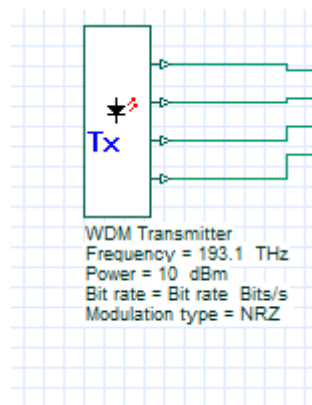 Tx
WDM Transmitter
Frequency = 193.1  THz
Power = 10  dBm
Bit rate = Bit rate  Bits/s
Modulation type = NRZ